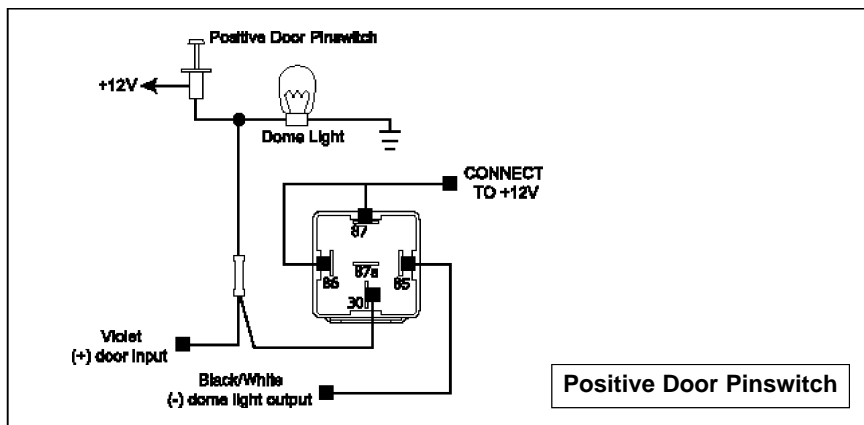 Positive Door Pinswitch
+12V
Dome Light
CONNECT
TO +12V
87
86
87a
85
30
Violet
(+) door input
Black/White
(-) dome light output
Positive Door Pinswitch